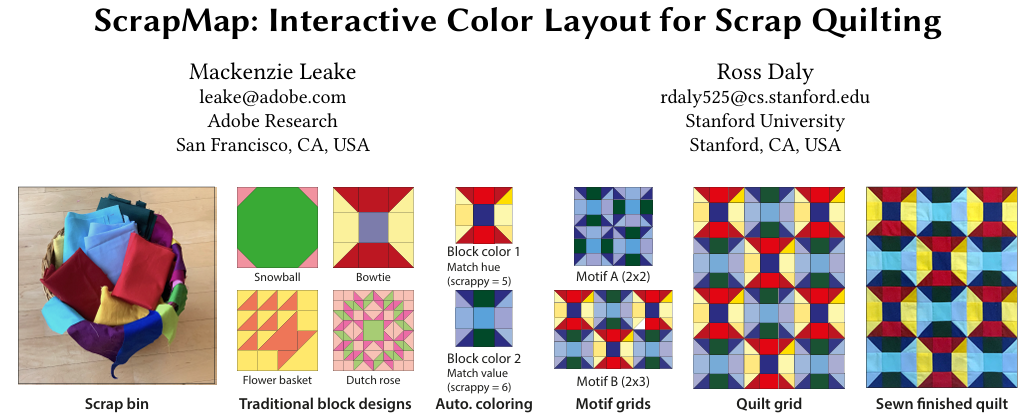 ScrapMap: Interactive Color Layout for Scrap Quilting
Mackenzie Leake
leake@adobe.com
Adobe Research
San Francisco, CA, USA
Ross Daly
rdaly525@cs.stanford.edu
Stanford University
Stanford, CA, USA
Snowball
Bowtie
Flower basket
Dutch rose
Block color 1
Match hue
(scrappy = 5)
Block color 2
Match value
(scrappy = 6)
Motif A (2x2)
Motif B (2x3)
Scrap bin
Traditional block designs
Auto. coloring
Motif grids
Quilt grid
Sewn finished quilt